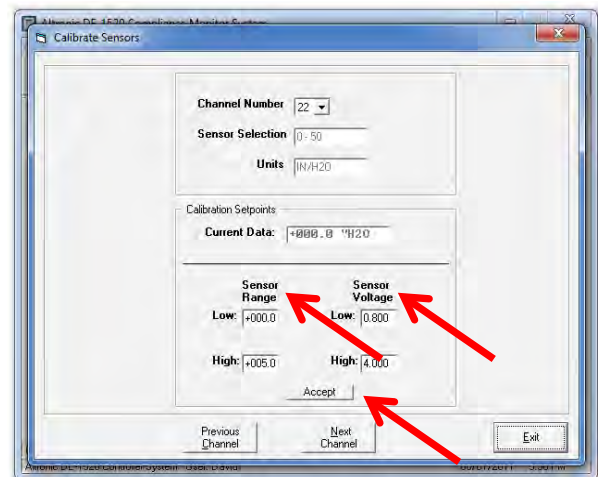 Calibrate Sensors
Channel Number 22
Sensor Selection 0 - 50
Units IN/H2O
Calibration Setpoints
Current Data: +000.0 "H2O
Sensor Range Sensor Voltage
Low: +000.0 Low: 0.800
High: +005.0 High: 4.000
Accept
Previous Channel Next Channel Exit